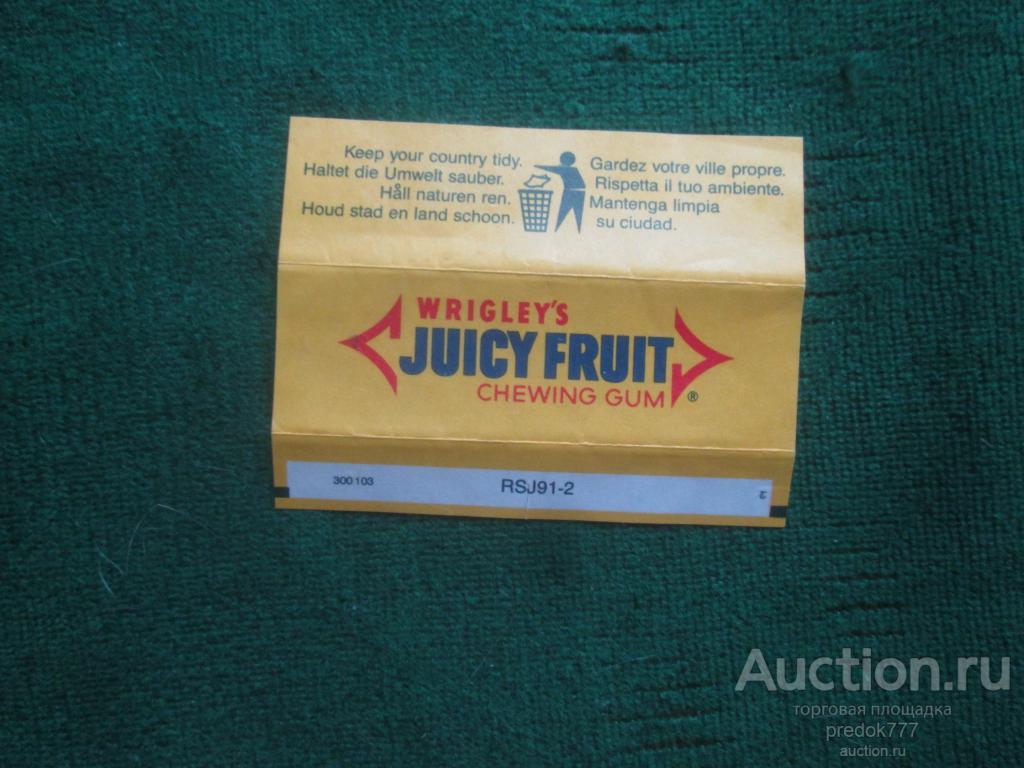 Keep your country tidy.
Haltet die Umwelt sauber.
Håll naturen ren.
Houd stad en land schoon.
Gardez votre ville propre.
Rispetta il tuo ambiente.
Mantenga limpia
su ciudad.
WRIGLEY'S
JUICY FRUIT
CHEWING GUM ®
300103 RSJ91-2 2
Auction.ru
торговая площадка
predok777
auction.ru